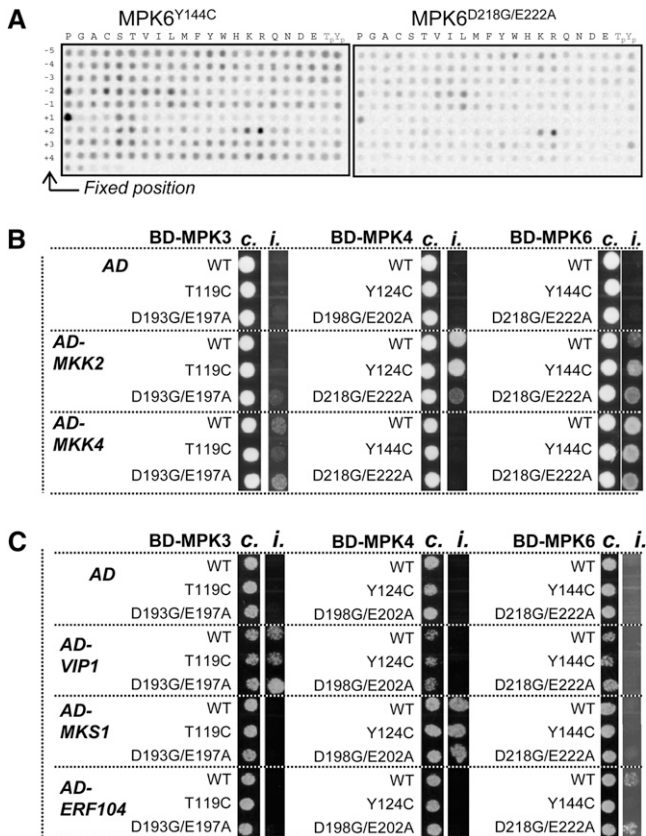 A
MPK6Y144C MPK6D218G/E222A
P G A C S T V I L M F Y W H K R Q N D E Tp Yp P G A C S T V I L M F Y W H K R Q N D E Tp Yp
-5
-4
-3
-2
-1
+1
+2
+3
+4
Fixed position
B
BD-MPK3 c. i. BD-MPK4 c. i. BD-MPK6 c. i.
AD WT WT WT
T119C Y124C Y144C
D193G/E197A D198G/E202A D218G/E222A
AD-MKK2 WT WT WT
T119C Y124C Y144C
D193G/E197A D218G/E222A D218G/E222A
AD-MKK4 WT WT WT
T119C Y144C Y144C
D193G/E197A D218G/E222A D218G/E222A
C
BD-MPK3 c. i. BD-MPK4 c. i. BD-MPK6 c. i.
AD WT WT WT
T119C Y124C Y144C
D193G/E197A D198G/E202A D218G/E222A
AD-VIP1 WT WT WT
T119C Y124C Y144C
D193G/E197A D198G/E202A D218G/E222A
AD-MKS1 WT WT WT
T119C Y124C Y144C
D193G/E197A D198G/E202A D218G/E222A
AD-ERF104 WT WT WT
T119C Y124C Y144C
D193G/E197A D198G/E202A D218G/E222A